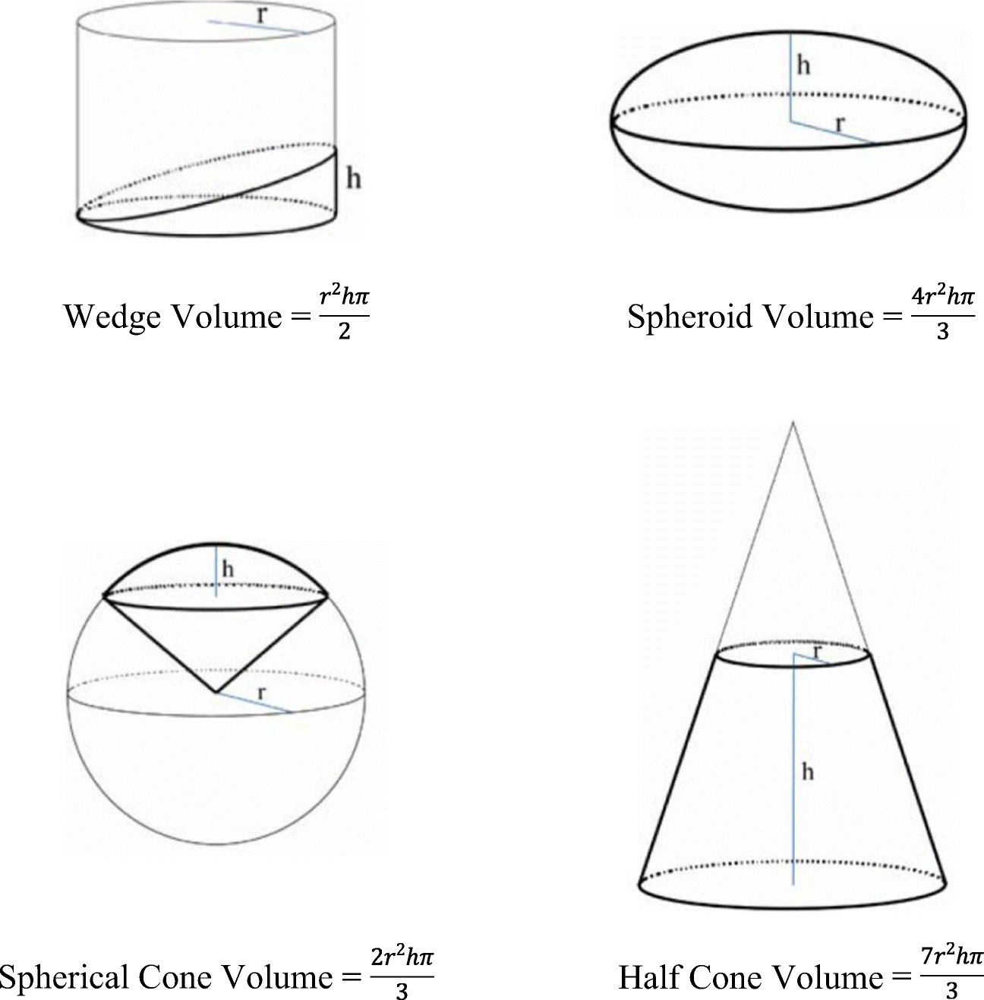 r
h
Wedge Volume = r²hπ/2
h
r
Spheroid Volume = 4r²hπ/3
h
r
Spherical Cone Volume = 2r²hπ/3
r
h
Half Cone Volume = 7r²hπ/3